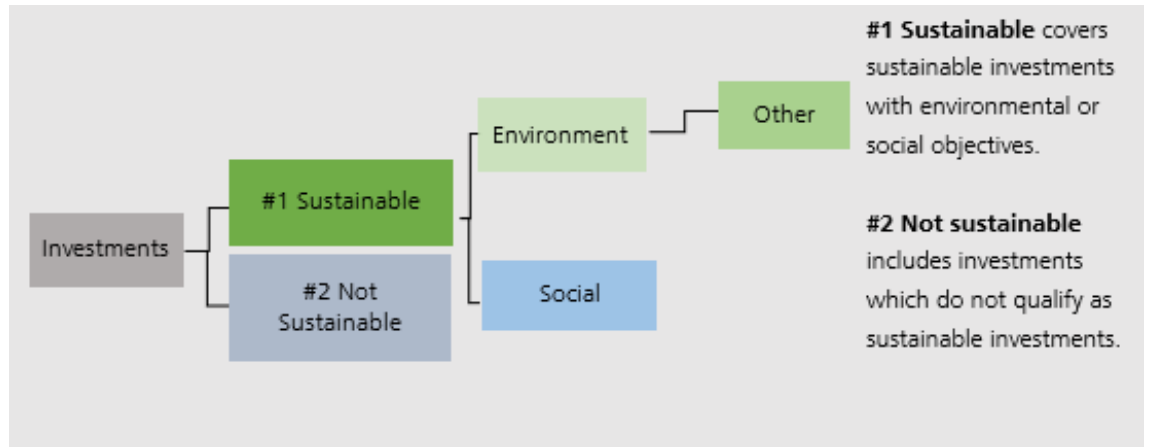 Investments
#1 Sustainable
#2 Not
Sustainable
Environment
Social
Other
#1 Sustainable covers
sustainable investments
with environmental or
social objectives.
#2 Not sustainable
includes investments
which do not qualify as
sustainable investments.